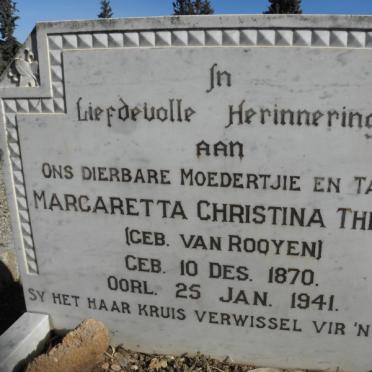 In
Liefdevolle Herinnering
AAN
ONS DIERBARE MOEDERTJIE EN TA
MARGARETTA CHRISTINA THE
(GEB. VAN ROOYEN)
GEB. 10 DES. 1870.
OORL. 25 JAN. 1941.
SY HET HAAR KRUIS VERWISSEL VIR 'N